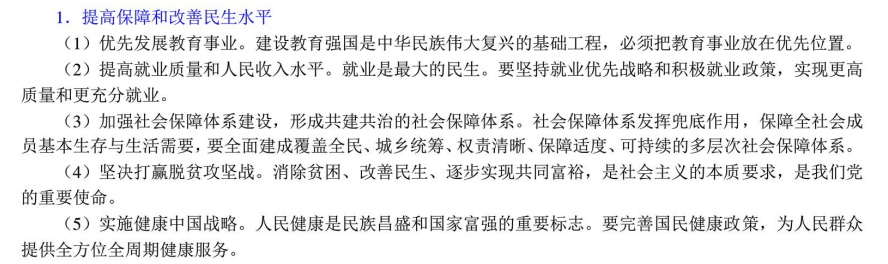 1．提高保障和改善民生水平
（1）优先发展教育事业。建设教育强国是中华民族伟大复兴的基础工程，必须把教育事业放在优先位置。
（2）提高就业质量和人民收入水平。就业是最大的民生。要坚持就业优先战略和积极就业政策，实现更高
质量和更充分就业。
（3）加强社会保障体系建设，形成共建共治的社会保障体系。社会保障体系发挥兜底作用，保障全社会成
员基本生存与生活需要，要全面建成覆盖全民、城乡统筹、权责清晰、保障适度、可持续的多层次社会保障体系。
（4）坚决打赢脱贫攻坚战。消除贫困、改善民生、逐步实现共同富裕，是社会主义的本质要求，是我们党
的重要使命。
（5）实施健康中国战略。人民健康是民族昌盛和国家富强的重要标志。要完善国民健康政策，为人民群众
提供全方位全周期健康服务。